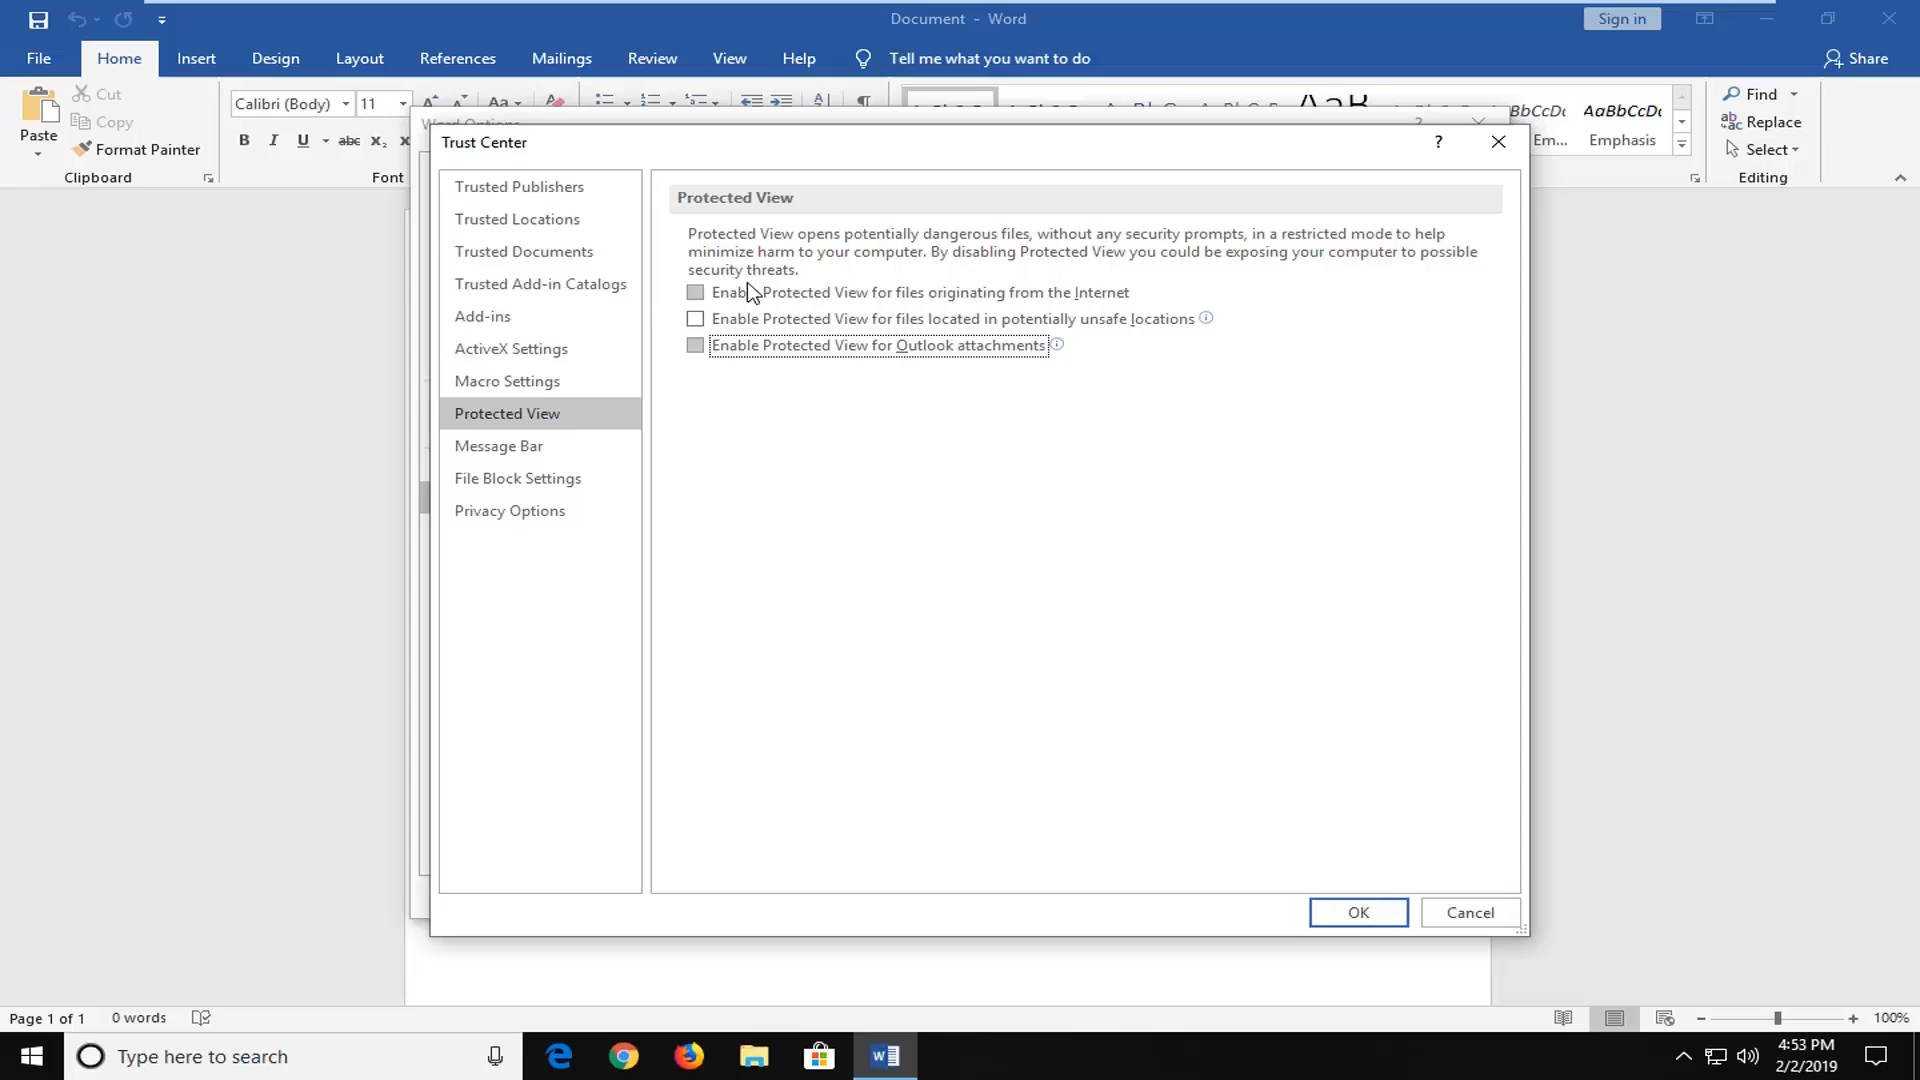 Document - Word
Sign in
File
Home
Insert
Design
Layout
References
Mailings
Review
View
Help
Tell me what you want to do
Share
Paste
Cut
Copy
Format Painter
Clipboard
Calibri (Body)
11
Aa
B I U abc X₂ X
Font
AaBbCcDc
Em...
Emphasis
Find
Replace
Select
Editing
Word Options
Trust Center
?
Trusted Publishers
Trusted Locations
Trusted Documents
Trusted Add-in Catalogs
Add-ins
ActiveX Settings
Macro Settings
Protected View
Message Bar
File Block Settings
Privacy Options
Protected View
Protected View opens potentially dangerous files, without any security prompts, in a restricted mode to help
minimize harm to your computer. By disabling Protected View you could be exposing your computer to possible
security threats.
Enable Protected View for files originating from the Internet
Enable Protected View for files located in potentially unsafe locations
Enable Protected View for Outlook attachments
OK
Cancel
Page 1 of 1
0 words
100%
Type here to search
4:53 PM
2/2/2019